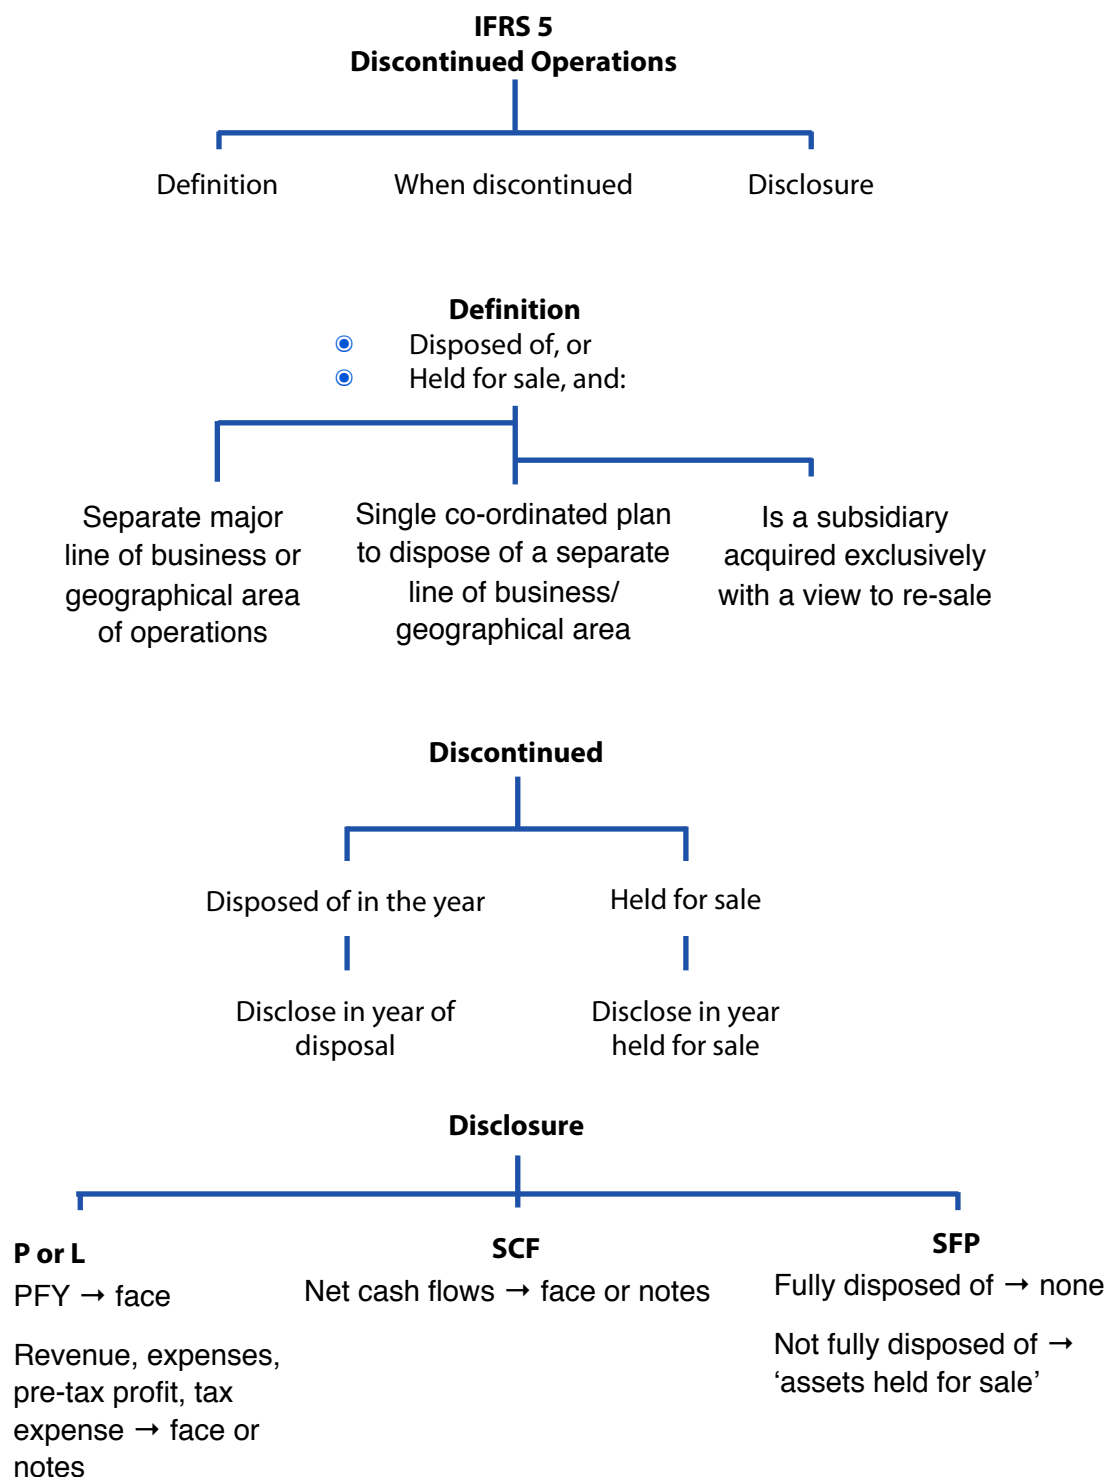 IFRS 5
Discontinued Operations
Definition
When discontinued
Disclosure
Definition
Disposed of, or
Held for sale, and:
Separate major
line of business or
geographical area
of operations
Single co-ordinated plan
to dispose of a separate
line of business/
geographical area
Is a subsidiary
acquired exclusively
with a view to re-sale
Discontinued
Disposed of in the year
Held for sale
Disclose in year of
disposal
Disclose in year
held for sale
Disclosure
P or L
PFY → face
Revenue, expenses,
pre-tax profit, tax
expense → face or
notes
SCF
Net cash flows → face or notes
SFP
Fully disposed of → none
Not fully disposed of →
‘assets held for sale’